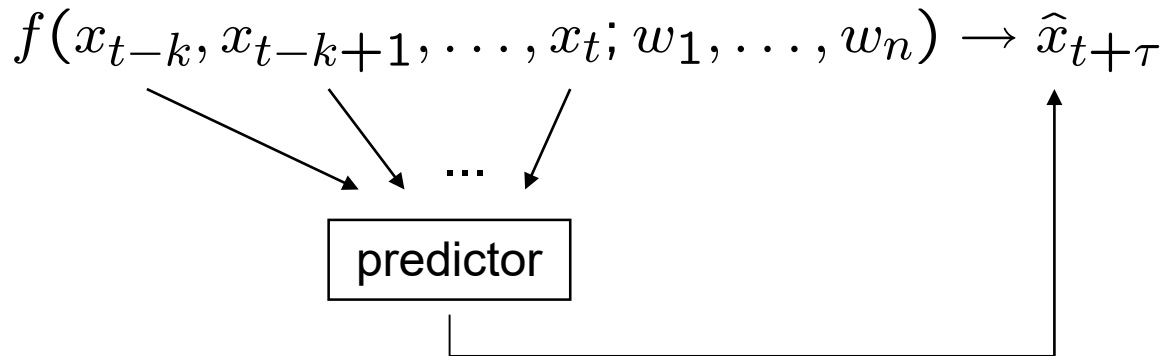 f(x_{t-k}, x_{t-k+1}, . . . , x_t; w_1, . . . , w_n) → x̂_{t+τ}
...
predictor